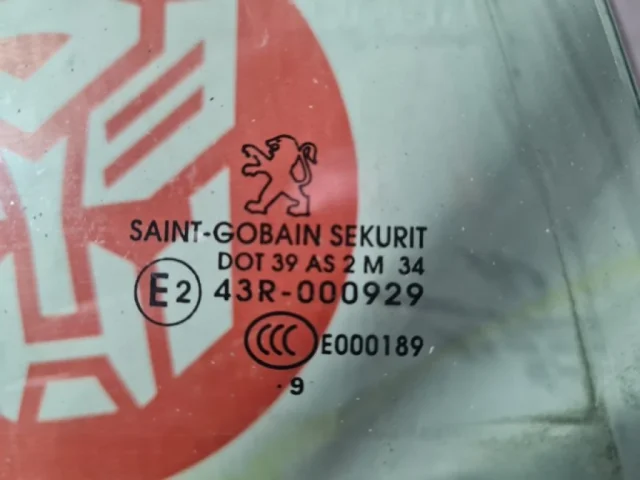 SAINT-GOBAIN SEKURIT
DOT 39 AS 2 M 34
E2 43R-000929
CCC E000189
.9